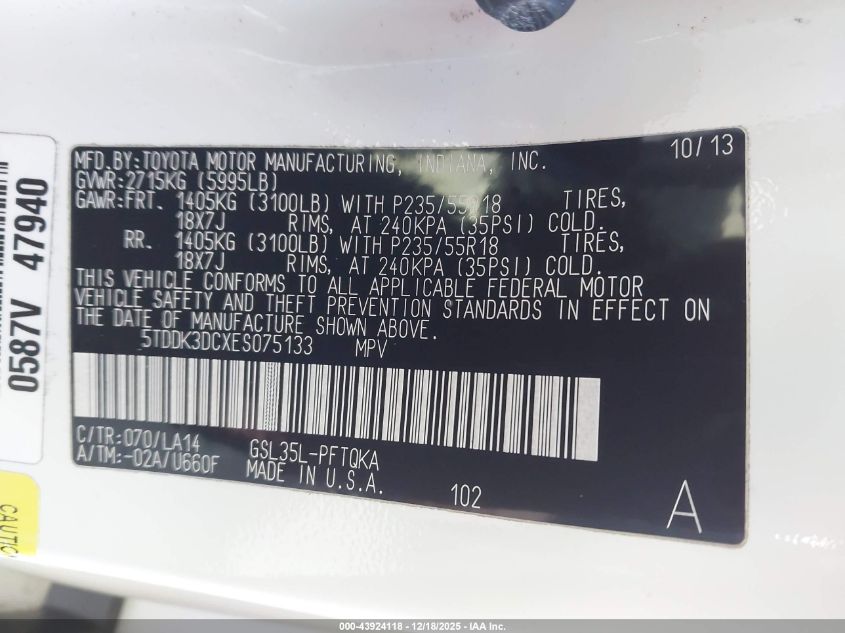 MFD.BY:TOYOTA MOTOR MANUFACTURING, INDIANA, INC. 10/13
GVWR:2715KG (5995LB)
GAWR:FRT. 1405KG (3100LB) WITH P235/55R18 TIRES,
18X7J RIMS, AT 240KPA (35PSI) COLD.
RR. 1405KG (3100LB) WITH P235/55R18 TIRES,
18X7J RIMS, AT 240KPA (35PSI) COLD.
THIS VEHICLE CONFORMS TO ALL APPLICABLE FEDERAL MOTOR
VEHICLE SAFETY AND THEFT PREVENTION STANDARDS IN EFFECT ON
THE DATE OF MANUFACTURE SHOWN ABOVE.
5TDDK3DCXES075133 MPV
C/TR:070/LA14 GSL35L-PFTQKA
A/TM:-02A/U660F MADE IN U.S.A.
102
A
0587V 47940
CAUTION
000-43924118 - 12/18/2025 - IAA Inc.